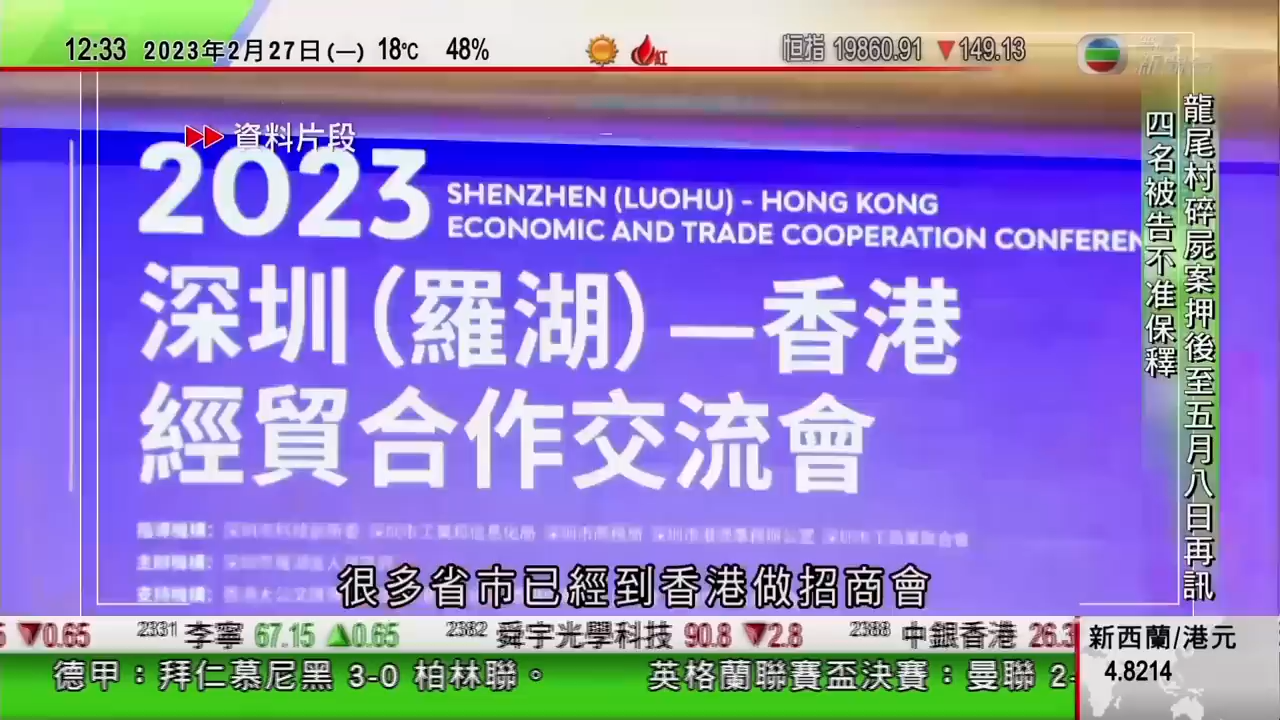 12:33 2023年2月27日(一) 18℃ 48% 紅 恒指 19860.91 ▼149.13
資料片段
2023 SHENZHEN (LUOHU) - HONG KONG
ECONOMIC AND TRADE COOPERATION CONFEREN
深圳(羅湖)—香港
經貿合作交流會
很多省市已經到香港做招商會
龍尾村碎屍案押後至五月八日再訊
四名被告不准保釋
5 ▼0.65 2331 李寧 67.15 ▲0.65 2382 舜宇光學科技 90.8 ▼2.8 2388 中銀香港 26.3
新西蘭/港元
4.8214
德甲：拜仁慕尼黑 3-0 柏林聯。 英格蘭聯賽盃決賽：曼聯 2-